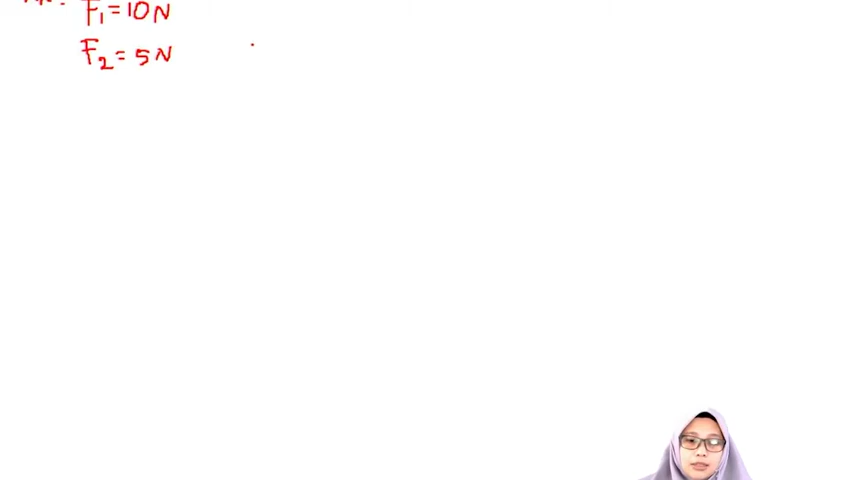 F₁ = 10 N
F₂ = 5 N